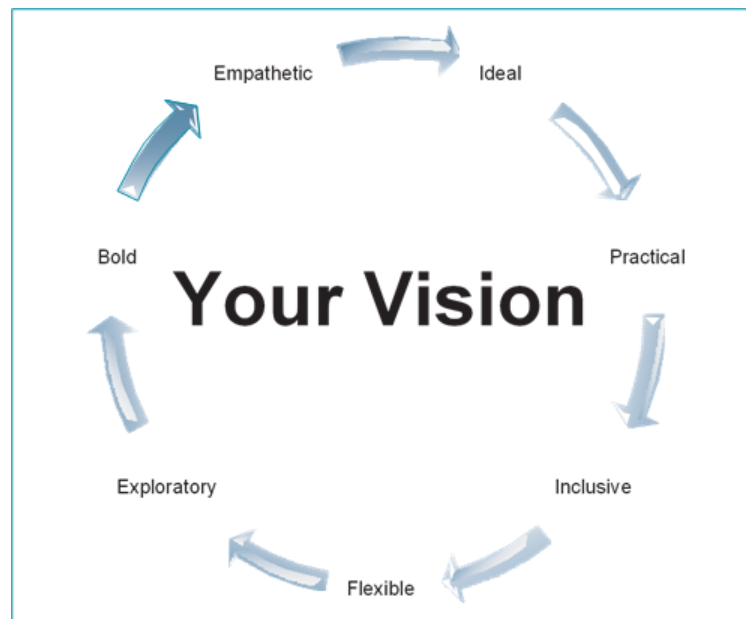 Empathetic
Ideal
Bold
Practical
Your Vision
Exploratory
Inclusive
Flexible